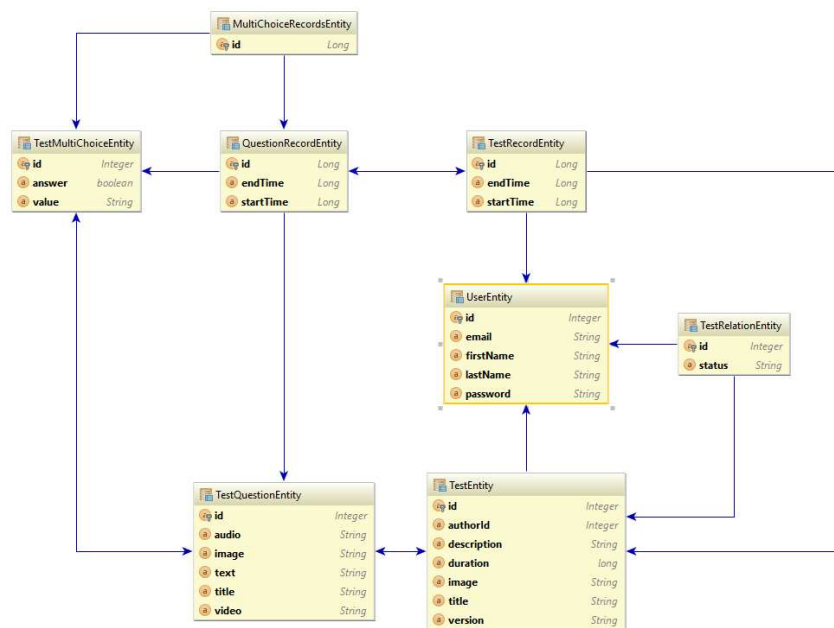 MultiChoiceRecordsEntity
id Long
TestMultiChoiceEntity
id Integer
answer boolean
value String
QuestionRecordEntity
id Long
endTime Long
startTime Long
TestRecordEntity
id Long
endTime Long
startTime Long
UserEntity
id Integer
email String
firstName String
lastName String
password String
TestRelationEntity
id Integer
status String
TestQuestionEntity
id Integer
audio String
image String
text String
title String
video String
TestEntity
id Integer
authorId Integer
description String
duration long
image String
title String
version String